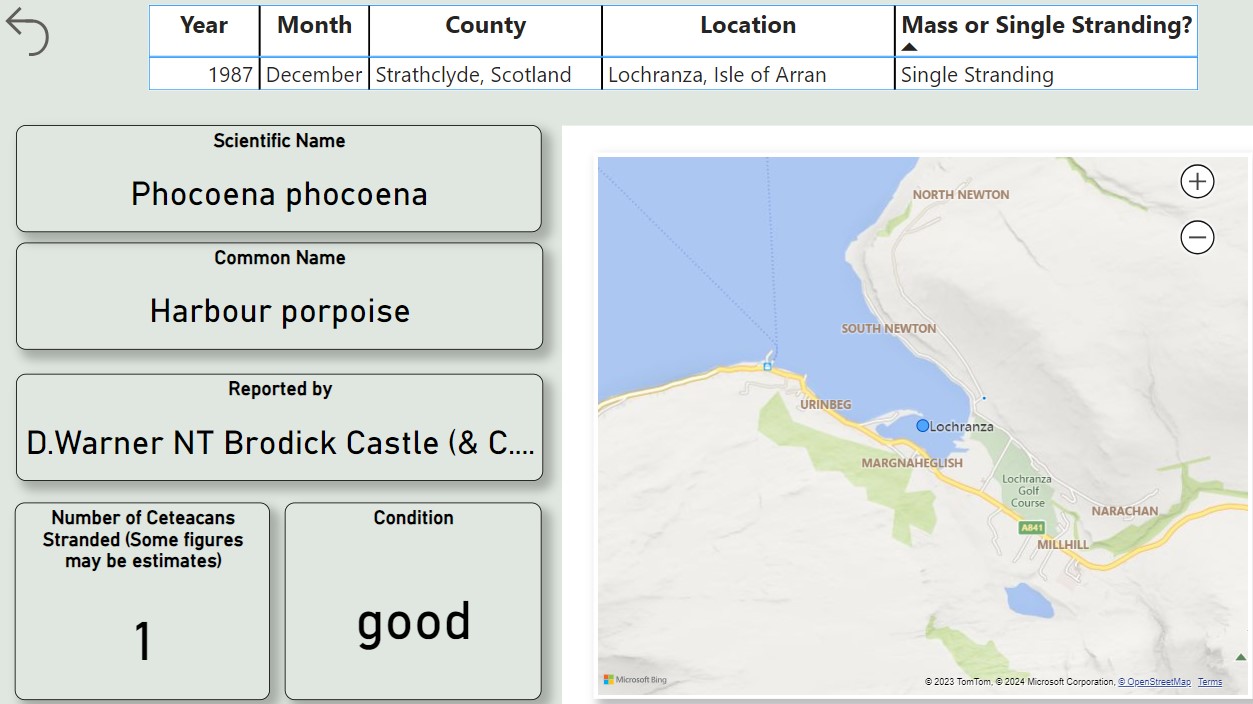 Year Month County Location Mass or Single Stranding?
1987 December Strathclyde, Scotland Lochranza, Isle of Arran Single Stranding
Scientific Name
Phocoena phocoena
Common Name
Harbour porpoise
Reported by
D.Warner NT Brodick Castle (& C....
Number of Ceteacans
Stranded (Some figures
may be estimates)
1
Condition
good
NORTH NEWTON
SOUTH NEWTON
URINBEG
Lochranza
MARGNAHEGLISH
Lochranza
Golf
Course
NARACHAN
A841
MILLHILL
Microsoft Bing
© 2023 TomTom, © 2024 Microsoft Corporation, © OpenStreetMap Terms